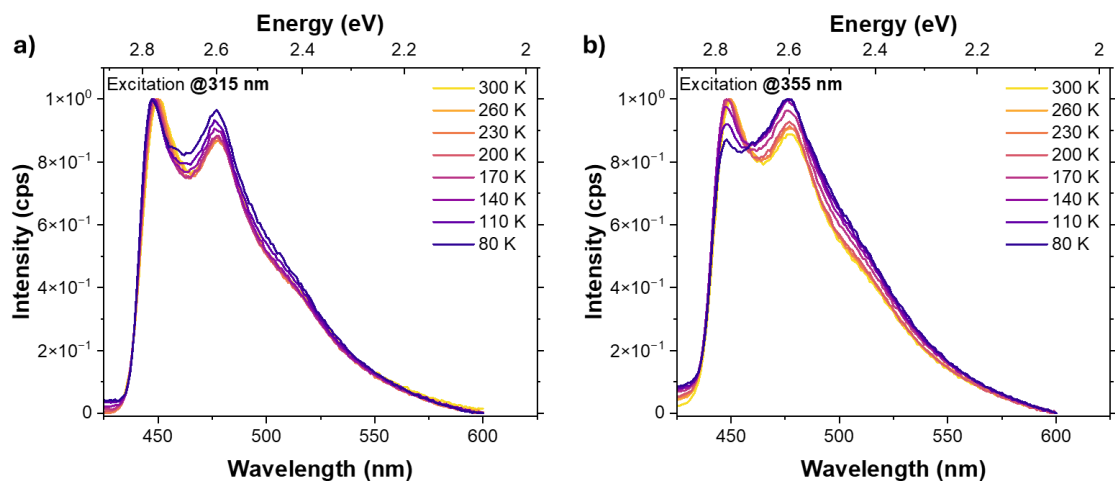 a)
Energy (eV)
2.8 2.7 2.6 2.4 2.2 2
Excitation @315 nm
1×10⁰
8×10⁻¹
6×10⁻¹
4×10⁻¹
2×10⁻¹
0
Intensity (cps)
300 K
260 K
230 K
200 K
170 K
140 K
110 K
80 K
450 500 550 600
Wavelength (nm)
b)
Energy (eV)
2.8 2.7 2.6 2.4 2.2 2
Excitation @355 nm
1×10⁰
8×10⁻¹
6×10⁻¹
4×10⁻¹
2×10⁻¹
0
Intensity (cps)
300 K
260 K
230 K
200 K
170 K
140 K
110 K
80 K
450 500 550 600
Wavelength (nm)